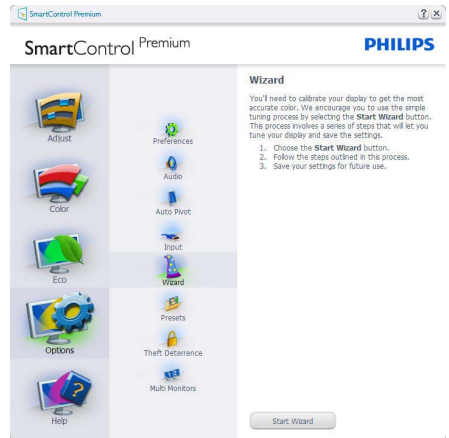 SmartControl Premium
SmartControl Premium
PHILIPS
Adjust
Color
Eco
Options
Help
Preferences
Audio
Auto Pivot
Input
Wizard
Presets
Theft Deterrence
Multi Monitors
Wizard
You'll need to calibrate your display to get the most
accurate color. We encourage you to use the simple
tuning process by selecting the Start Wizard button.
This process involves a series of steps that will let you
tune your display and save the settings.
1. Choose the Start Wizard button.
2. Follow the steps outlined in this process.
3. Save your settings for future use.
Start Wizard